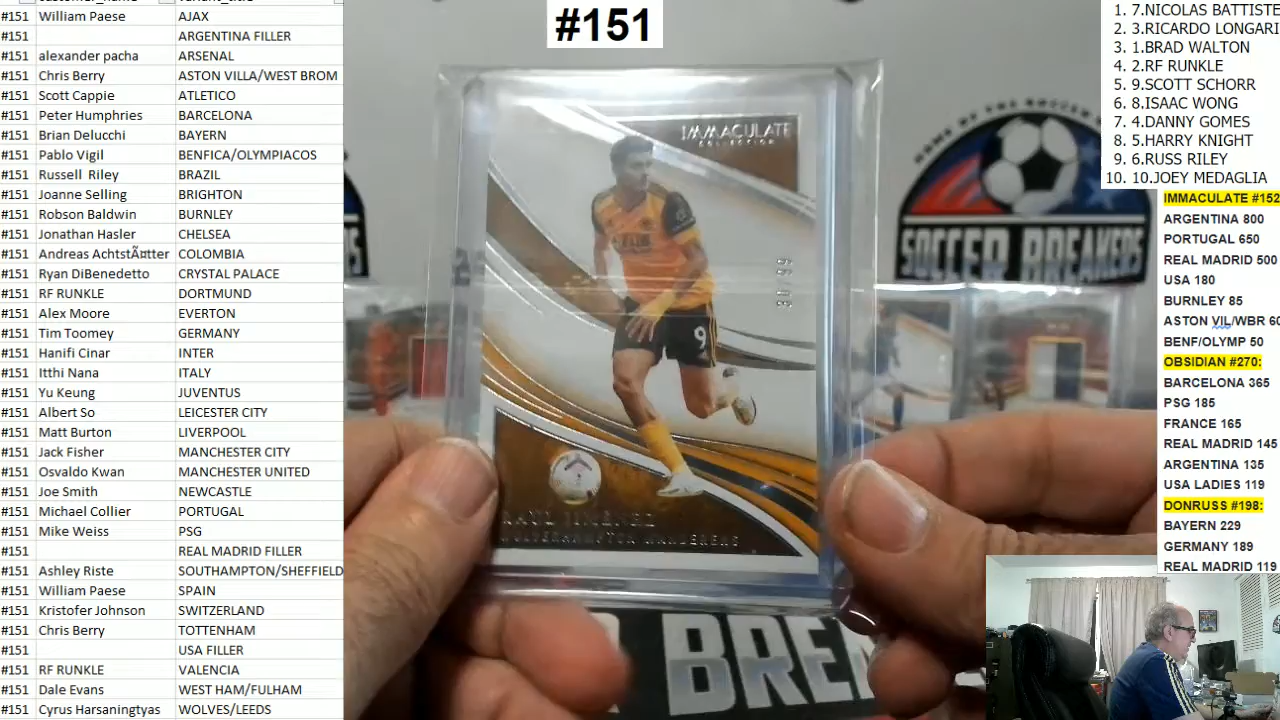 #151 William Paese AJAX
#151 ARGENTINA FILLER
#151 alexander pacha ARSENAL
#151 Chris Berry ASTON VILLA/WEST BROM
#151 Scott Cappie ATLETICO
#151 Peter Humphries BARCELONA
#151 Brian Delucchi BAYERN
#151 Pablo Vigil BENFICA/OLYMPIACOS
#151 Russell Riley BRAZIL
#151 Joanne Selling BRIGHTON
#151 Robson Baldwin BURNLEY
#151 Jonathan Hasler CHELSEA
#151 Andreas AchtstÃ¤tter COLOMBIA
#151 Ryan DiBenedetto CRYSTAL PALACE
#151 RF RUNKLE DORTMUND
#151 Alex Moore EVERTON
#151 Tim Toomey GERMANY
#151 Hanifi Cinar INTER
#151 Itthi Nana ITALY
#151 Yu Keung JUVENTUS
#151 Albert So LEICESTER CITY
#151 Matt Burton LIVERPOOL
#151 Jack Fisher MANCHESTER CITY
#151 Osvaldo Kwan MANCHESTER UNITED
#151 Joe Smith NEWCASTLE
#151 Michael Collier PORTUGAL
#151 Mike Weiss PSG
#151 REAL MADRID FILLER
#151 Ashley Riste SOUTHAMPTON/SHEFFIELD
#151 William Paese SPAIN
#151 Kristofer Johnson SWITZERLAND
#151 Chris Berry TOTTENHAM
#151 USA FILLER
#151 RF RUNKLE VALENCIA
#151 Dale Evans WEST HAM/FULHAM
#151 Cyrus Harsaningtyas WOLVES/LEEDS
#151
IMMACULATE
COLLECTION
9
WOLVERHAMPTON WANDERERS
SOCCER BREAKERS
BREA
1. 7.NICOLAS BATTISTE
2. 3.RICARDO LONGARI
3. 1.BRAD WALTON
4. 2.RF RUNKLE
5. 9.SCOTT SCHORR
6. 8.ISAAC WONG
7. 4.DANNY GOMES
8. 5.HARRY KNIGHT
9. 6.RUSS RILEY
10. 10.JOEY MEDAGLIA
IMMACULATE #152
ARGENTINA 800
PORTUGAL 650
REAL MADRID 500
USA 180
BURNLEY 85
ASTON VIL/WBR 60
BENF/OLYMP 50
OBSIDIAN #270:
BARCELONA 365
PSG 185
FRANCE 165
REAL MADRID 145
ARGENTINA 135
USA LADIES 119
DONRUSS #198:
BAYERN 229
GERMANY 189
REAL MADRID 119